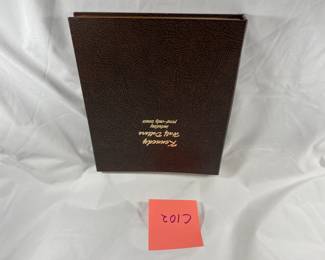 Kennedy
Half Dollars
including
proof-only issues
C102